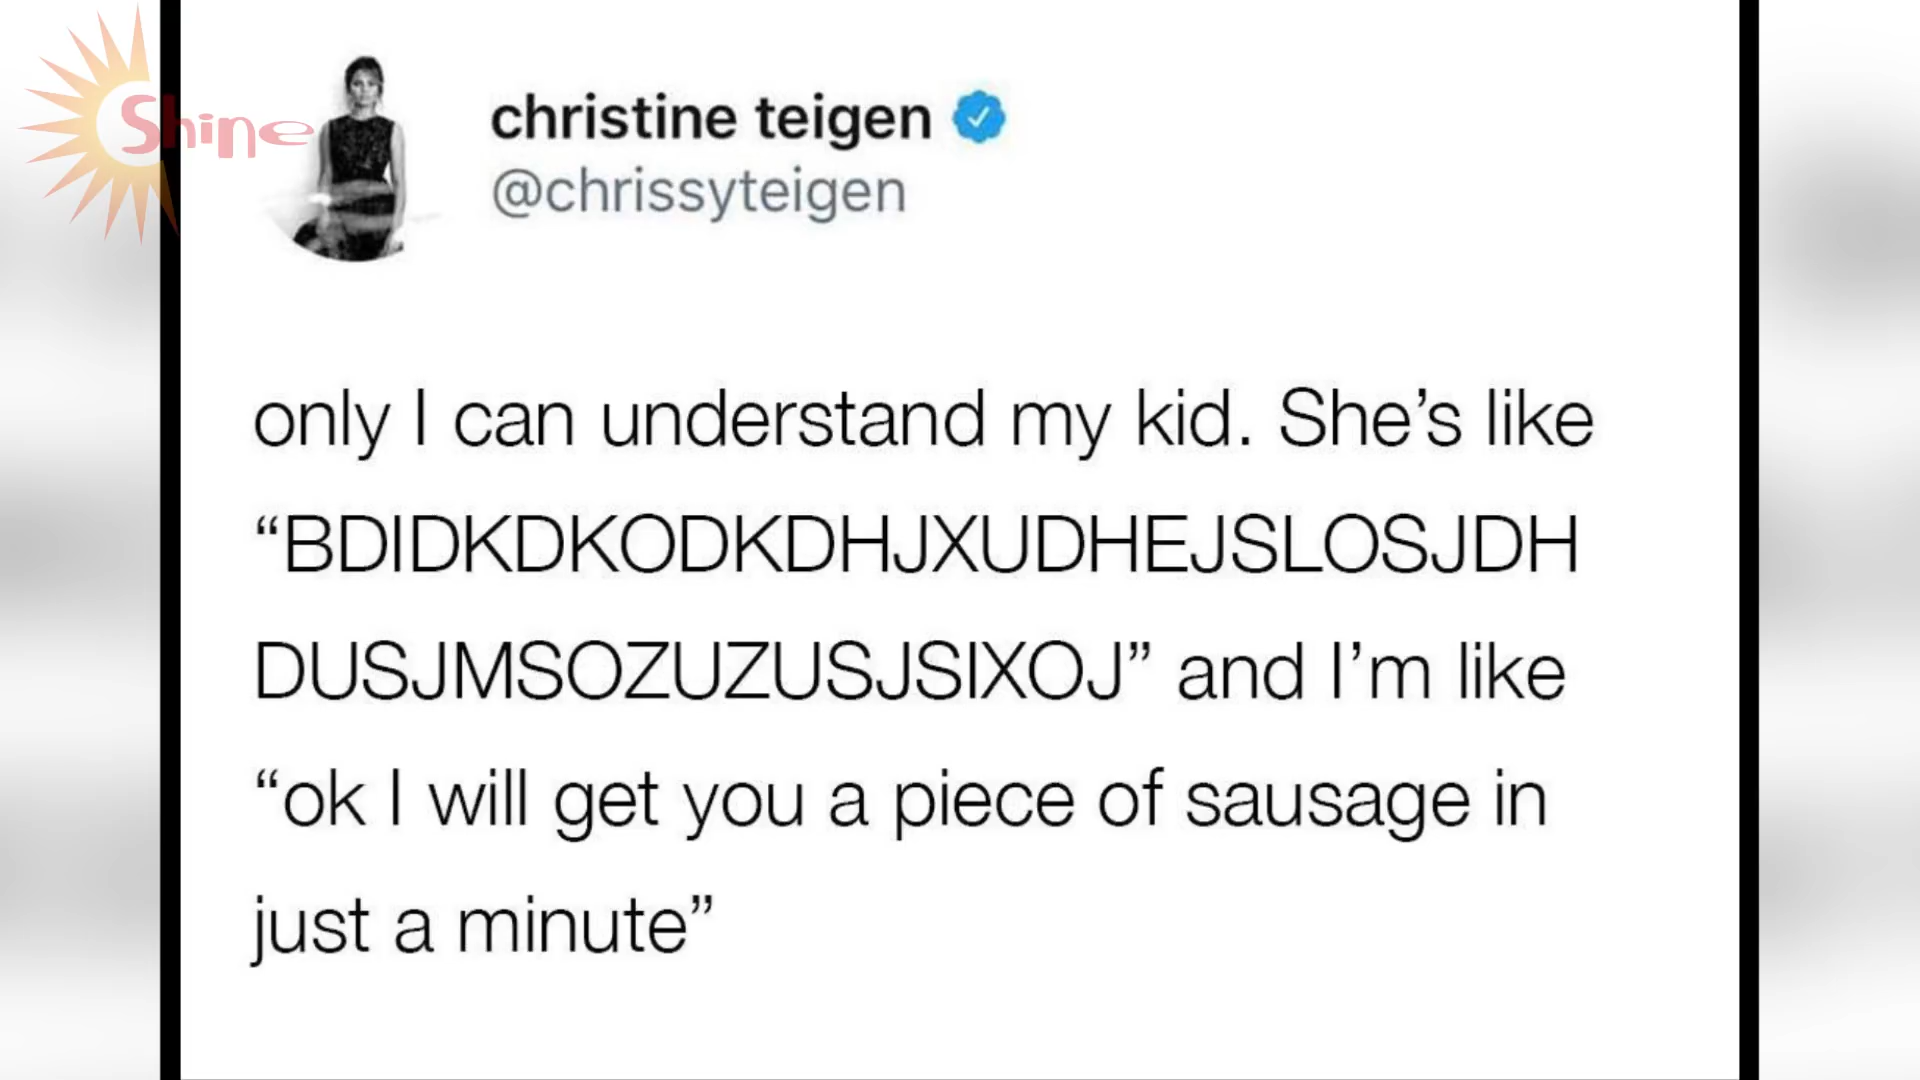 Shine
christine teigen
@chrissyteigen
only I can understand my kid. She’s like
“BDIDKDKODKDHJXUDHEJSLOSJDH
DUSJMSOZUZUSJSIXOJ” and I’m like
“ok I will get you a piece of sausage in
just a minute”